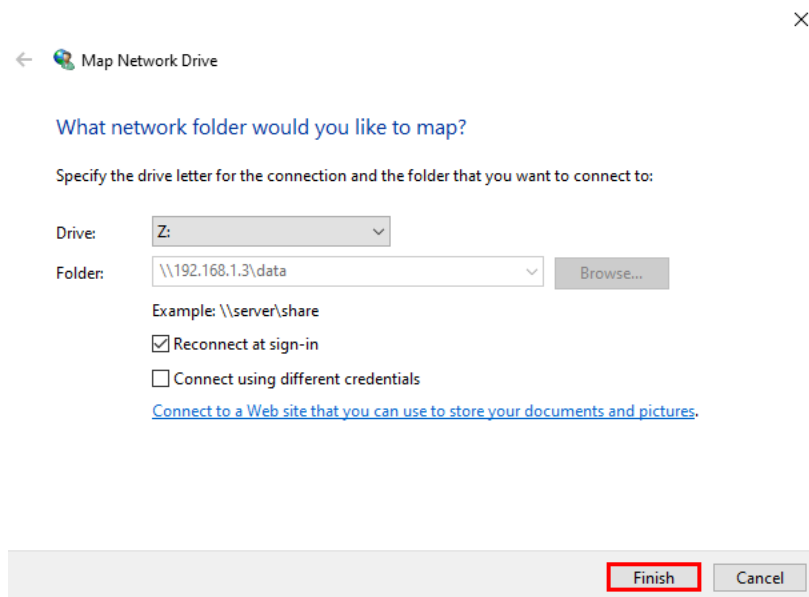 Map Network Drive
What network folder would you like to map?
Specify the drive letter for the connection and the folder that you want to connect to:
Drive: Z:
Folder: \\192.168.1.3\data Browse...
Example: \\server\share
Reconnect at sign-in
Connect using different credentials
Connect to a Web site that you can use to store your documents and pictures.
Finish Cancel